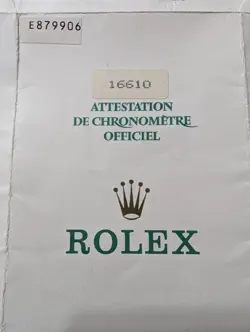 E879906
16610
ATTESTATION
DE CHRONOMÈTRE
OFFICIEL
ROLEX